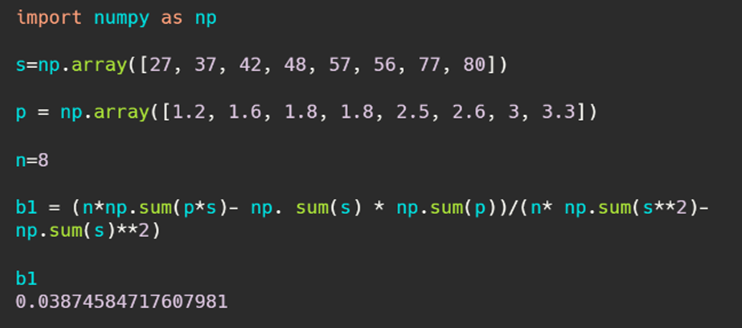 import numpy as np
s=np.array([27, 37, 42, 48, 57, 56, 77, 80])
p = np.array([1.2, 1.6, 1.8, 1.8, 2.5, 2.6, 3, 3.3])
n=8
b1 = (n*np.sum(p*s)- np. sum(s) * np.sum(p))/(n* np.sum(s**2)-
np.sum(s)**2)
b1
0.03874584717607981